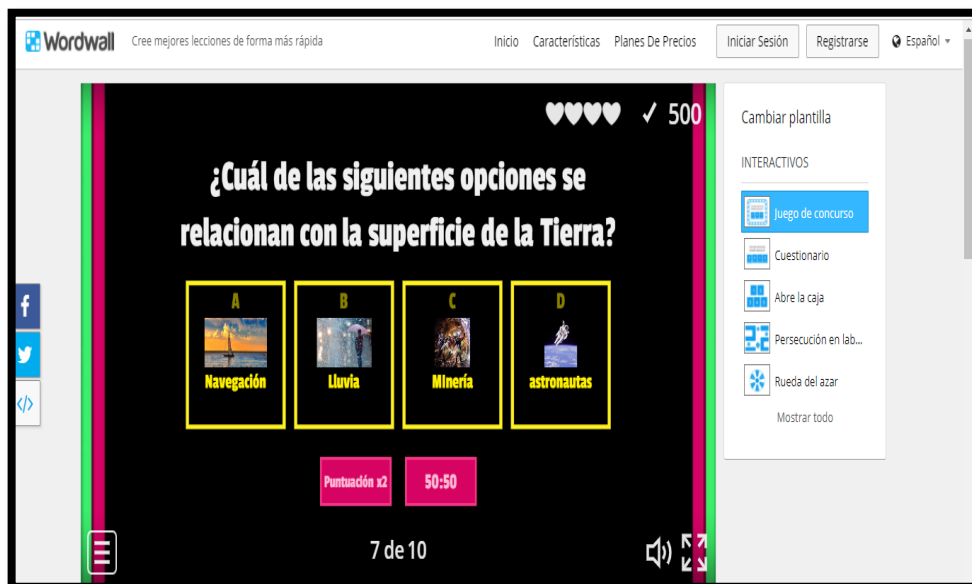 Wordwall
Cree mejores lecciones de forma más rápida
Inicio Características Planes De Precios Iniciar Sesión Registrarse Español
500
¿Cuál de las siguientes opciones se
relacionan con la superficie de la Tierra?
A B C D
Navegación Lluvia MInería astronautas
Puntuación x2 50:50
7 de 10
Cambiar plantilla
INTERACTIVOS
Juego de concurso
Cuestionario
Abre la caja
Persecución en lab...
Rueda del azar
Mostrar todo